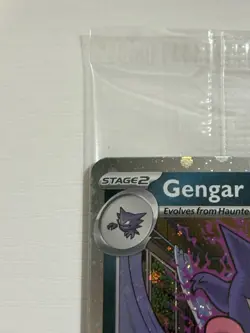 STAGE2
Gengar
Evolves from Haunte